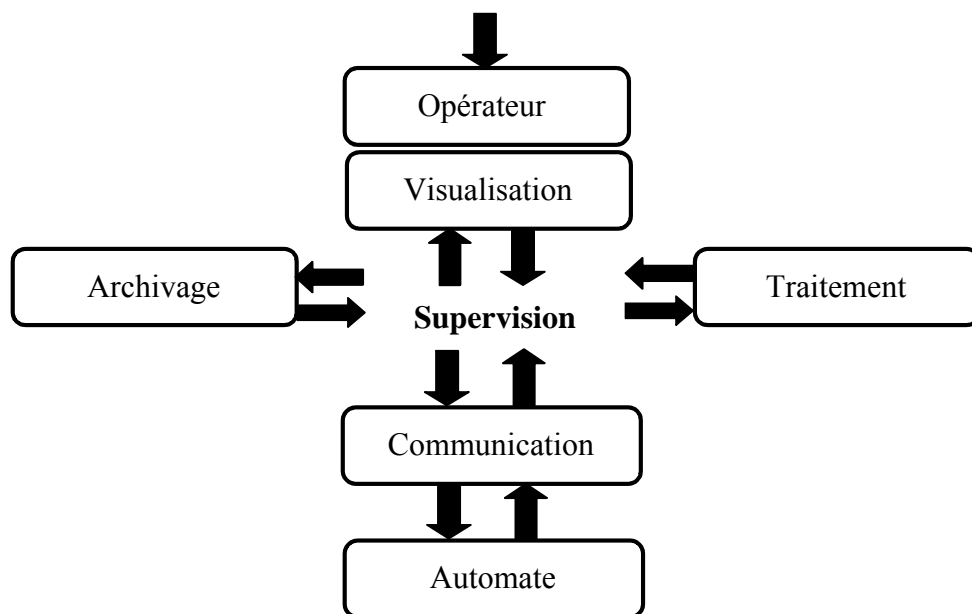 Opérateur
Visualisation
Archivage
Traitement
Supervision
Communication
Automate